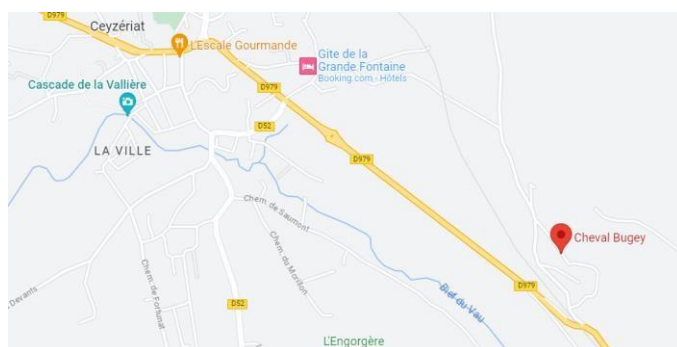 D979
Ceyzériat
L'Escale Gourmande
Gite de la
Grande Fontaine
Booking.com - Hôtels
Cascade de la Vallière
D979
D52
LA VILLE
D979
Chem. de Saumont
Chem. du Morillon
Cheval Bugey
D979
Bief du Vau
Devants
Chem. de Fortunat
D52
D979
L'Engorgère